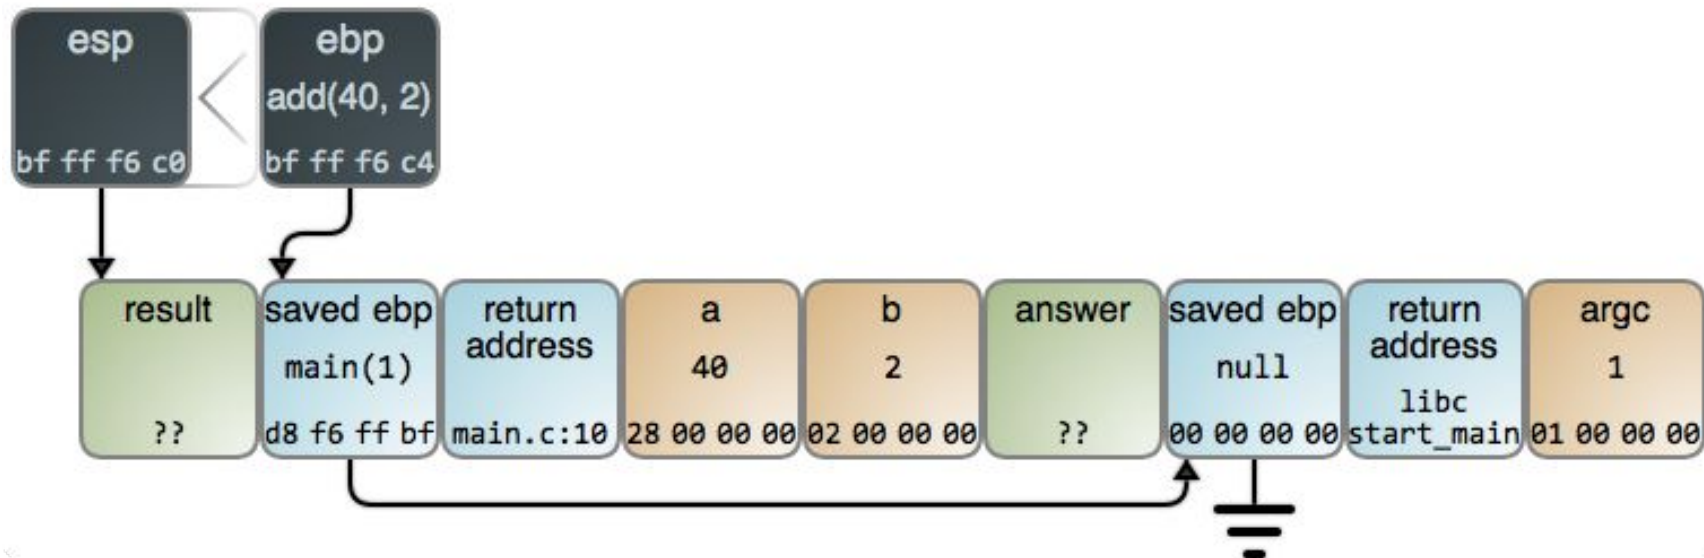 esp
bf ff f6 c0
ebp
add(40, 2)
bf ff f6 c4
result
??
saved ebp
main(1)
d8 f6 ff bf
return
address
main.c:10
a
40
28 00 00 00
b
2
02 00 00 00
answer
??
saved ebp
null
00 00 00 00
return
address
libc
start_main
argc
1
01 00 00 00